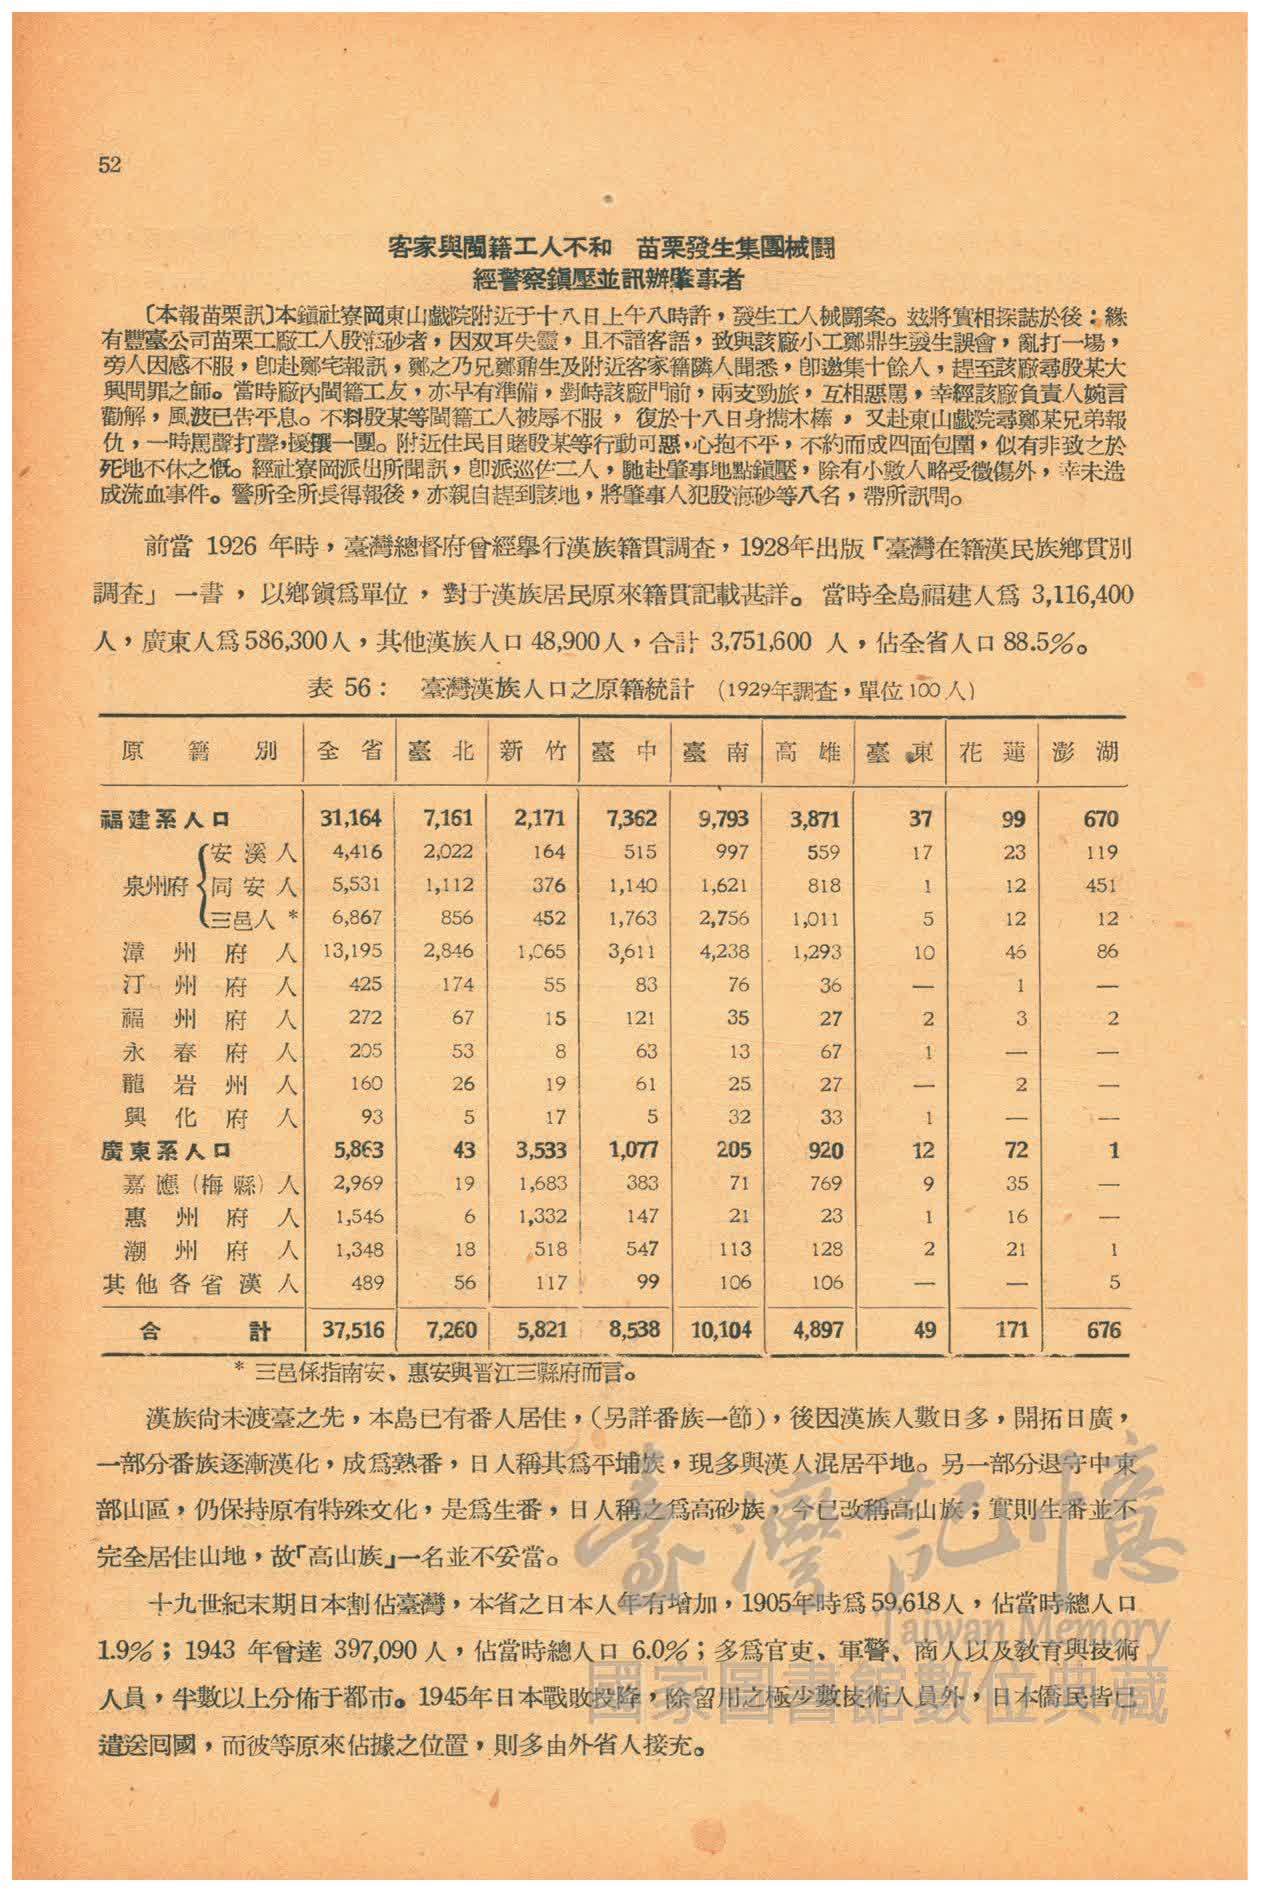 52
客家與閩籍工人不和　苗栗發生集團械鬪
經警察鎭壓並訊辦肇事者
〔本報苗栗訊〕本鎭社寮岡東山戲院附近于十八日上午八時許，發生工人械鬪案。玆將實相探誌於後：緣
有豐臺公司苗栗工廠工人殷海砂者，因双耳失靈，且不諳客語，致與該廠小工鄭鼎生發生誤會，亂打一場，
旁人因感不服，卽赴鄭宅報訊，鄭之乃兄鄭鼐生及附近客家籍隣人聞悉，卽邀集十餘人，趕至該廠尋殷某大
興問罪之師。當時廠內閩籍工友，亦早有準備，對峙該廠門前，兩支勁旅，互相惡罵，幸經該廠負責人婉言
勸解，風波已告平息。不料殷某等閩籍工人被辱不服，復於十八日身携木棒，又赴東山戲院尋鄭某兄弟報
仇，一時罵聲打聲，擾攘一團。附近住民目睹殷某等行動可惡，心抱不平，不約而成四面包圍，似有非致之於
死地不休之慨。經社寮岡派出所聞訊，卽派巡佐二人，馳赴肇事地點鎭壓，除有小數人略受微傷外，幸未造
成流血事件。警所全所長得報後，亦親自趕到該地，將肇事人犯殷海砂等八名，帶所訊問。
前當 1926 年時，臺灣總督府曾經舉行漢族籍貫調查，1928年出版「臺灣在籍漢民族鄉貫別
調查」一書，以鄉鎭爲單位，對于漢族居民原來籍貫記載甚詳。當時全島福建人爲 3,116,400
人，廣東人爲586,300人，其他漢族人口48,900人，合計 3,751,600 人，佔全省人口88.5%。
表 56：　臺灣漢族人口之原籍統計　(1929年調查，單位100人)
原籍別 全省 臺北 新竹 臺中 臺南 高雄 臺東 花蓮 澎湖
福建系人口 31,164 7,161 2,171 7,362 9,793 3,871 37 99 670
安溪人 4,416 2,022 164 515 997 559 17 23 119
泉州府 同安人 5,531 1,112 376 1,140 1,621 818 1 12 451
三邑人 * 6,867 856 452 1,763 2,756 1,011 5 12 12
漳州府人 13,195 2,846 1,065 3,611 4,238 1,293 10 46 86
汀州府人 425 174 55 83 76 36 — 1 —
福州府人 272 67 15 121 35 27 2 3 2
永春府人 205 53 8 63 13 67 1 — —
龍岩州人 160 26 19 61 25 27 — 2 —
興化府人 93 5 17 5 32 33 1 — —
廣東系人口 5,863 43 3,533 1,077 205 920 12 72 1
嘉應(梅縣)人 2,969 19 1,683 383 71 769 9 35 —
惠州府人 1,546 6 1,332 147 21 23 1 16 —
潮州府人 1,348 18 518 547 113 128 2 21 1
其他各省漢人 489 56 117 99 106 106 — — 5
合計 37,516 7,260 5,821 8,538 10,104 4,897 49 171 676
* 三邑係指南安、惠安與晋江三縣府而言。
漢族尙未渡臺之先，本島已有番人居住，(另詳番族一節)，後因漢族人數日多，開拓日廣，
一部分番族逐漸漢化，成爲熟番，日人稱其爲平埔族，現多與漢人混居平地。另一部分退守中東
部山區，仍保持原有特殊文化，是爲生番，日人稱之爲高砂族，今已改稱高山族；實則生番並不
完全居住山地，故「高山族」一名並不妥當。
十九世紀末期日本割佔臺灣，本省之日本人年有增加，1905年時爲59,618人，佔當時總人口
1.9%；1943 年曾達 397,090 人，佔當時總人口 6.0%；多爲官吏、軍警、商人以及敎育與技術
人員，半數以上分佈于都市。1945年日本戰敗投降，除留用之極少數技術人員外，日本僑民皆已
遣送囘國，而彼等原來佔據之位置，則多由外省人接充。
臺灣記憶
Taiwan Memory
國家圖書館數位典藏